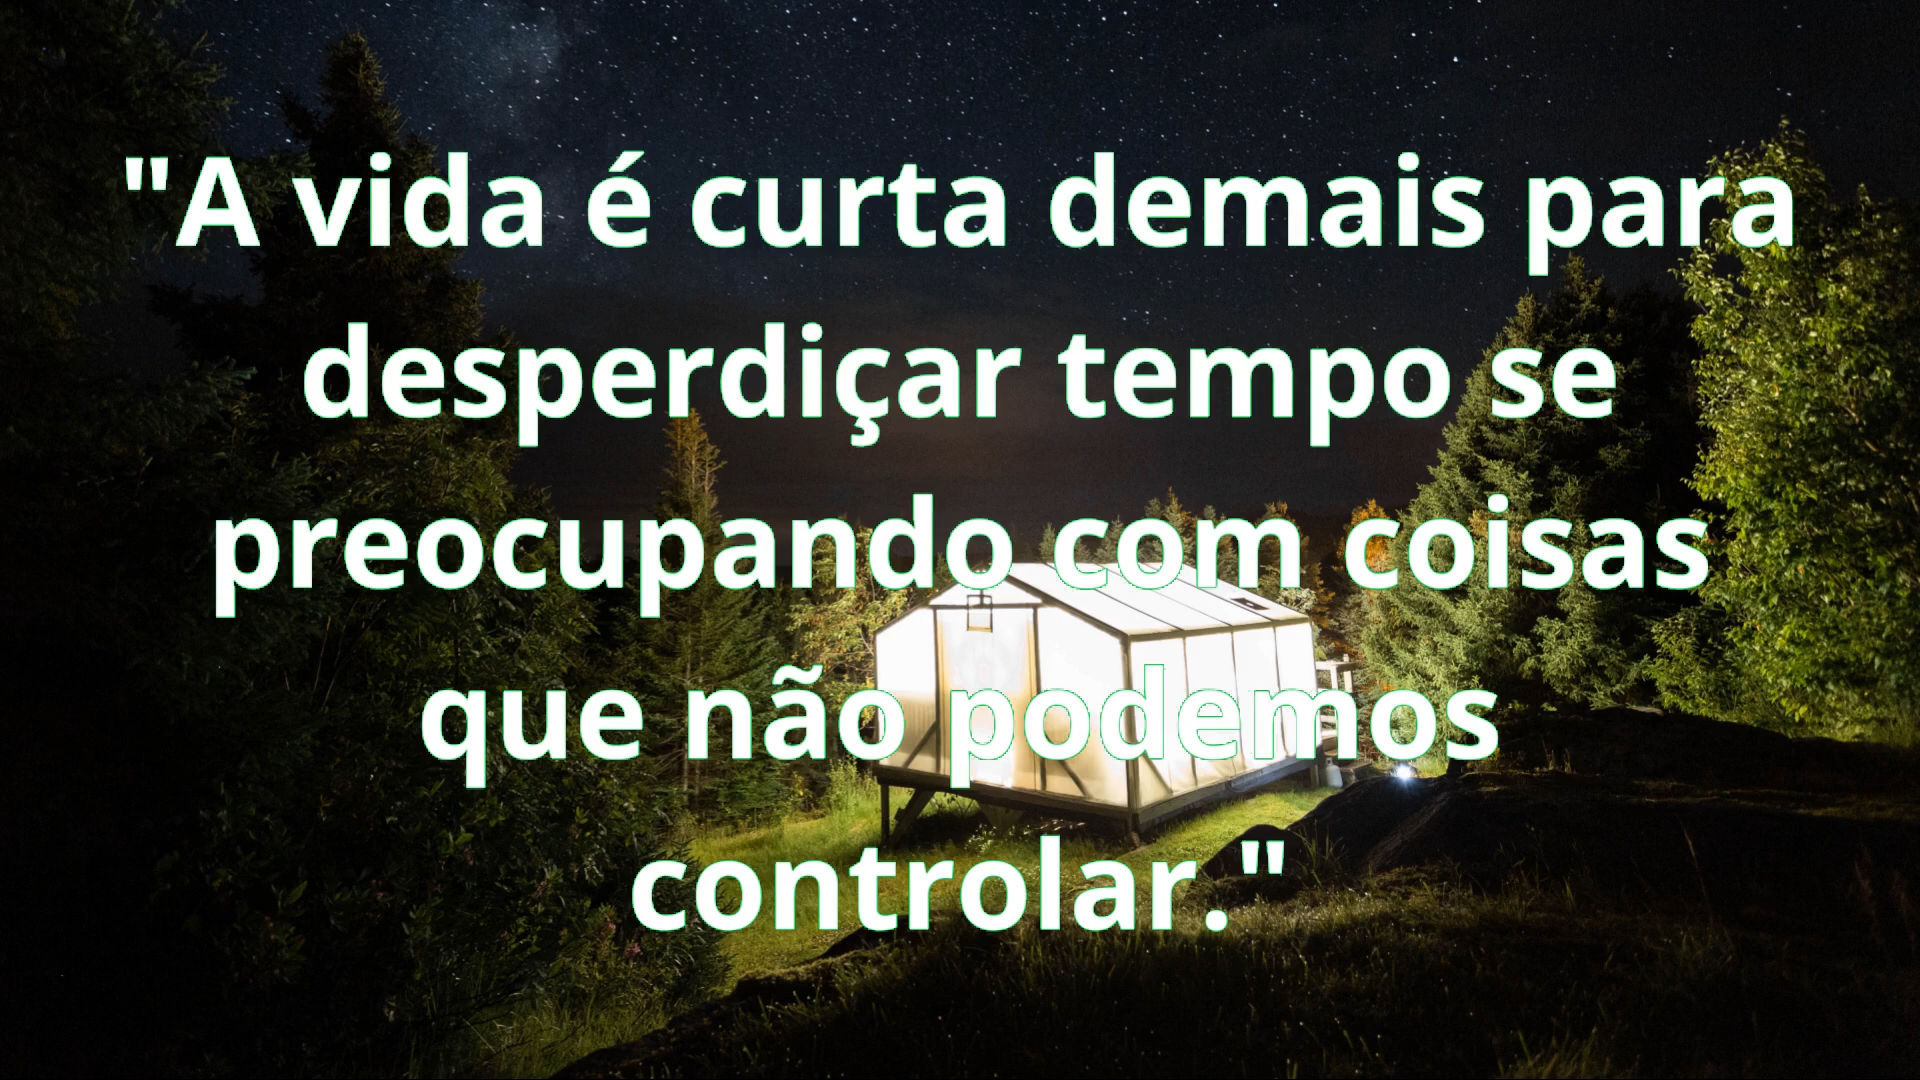 "A vida é curta demais para
desperdiçar tempo se
preocupando com coisas
que não podemos
controlar."